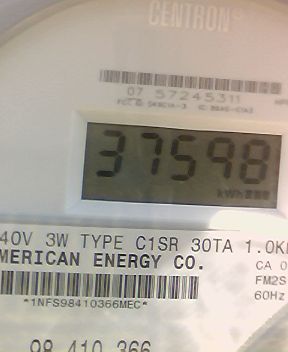 CENTRON®
07 57245311
37598
kWh
40V 3W TYPE C1SR 30TA 1.0K
MERICAN ENERGY CO.
CA 0
FM2S
60Hz
*1NFS98410366MEC*
98 410 366